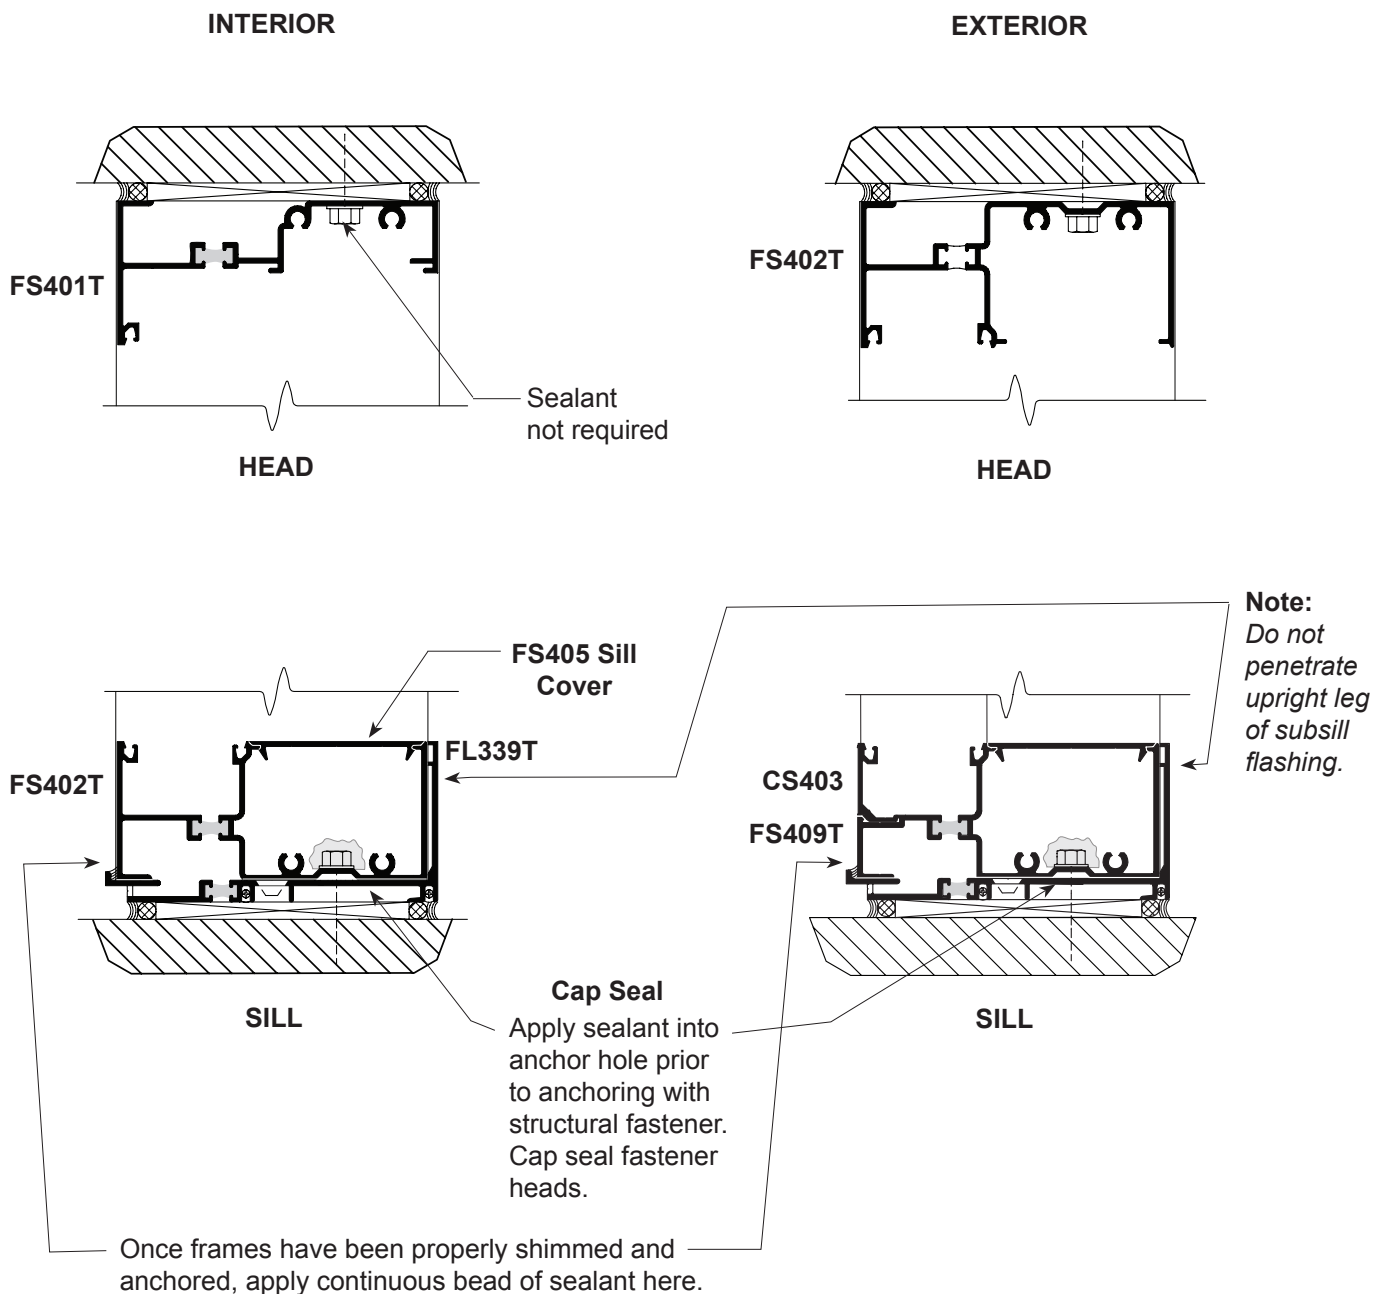 INTERIOR
EXTERIOR
FS401T
FS402T
Sealant
not required
HEAD
HEAD
Note:
Do not
penetrate
upright leg
of subsill
flashing.
FS405 Sill
Cover
FL339T
FS402T
CS403
FS409T
SILL
SILL
Cap Seal
Apply sealant into
anchor hole prior
to anchoring with
structural fastener.
Cap seal fastener
heads.
Once frames have been properly shimmed and
anchored, apply continuous bead of sealant here.